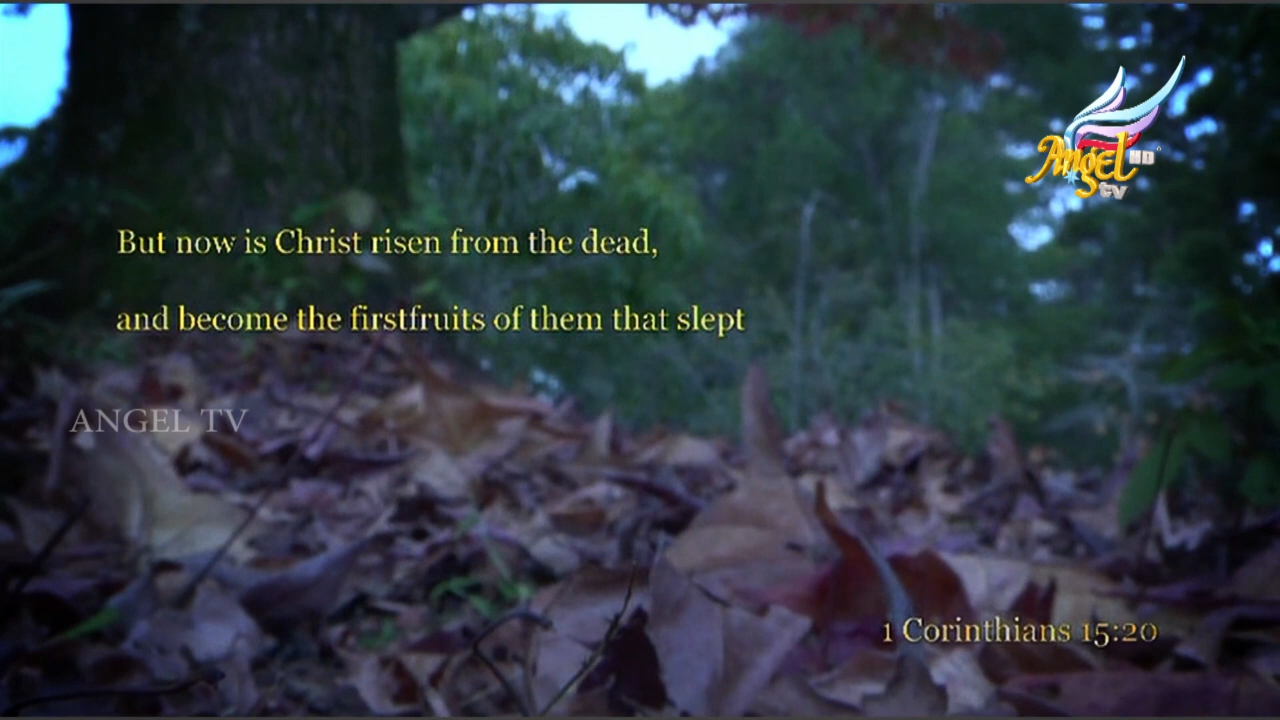 Angel HD
tv
But now is Christ risen from the dead,
and become the firstfruits of them that slept
ANGEL TV
1 Corinthians 15:20